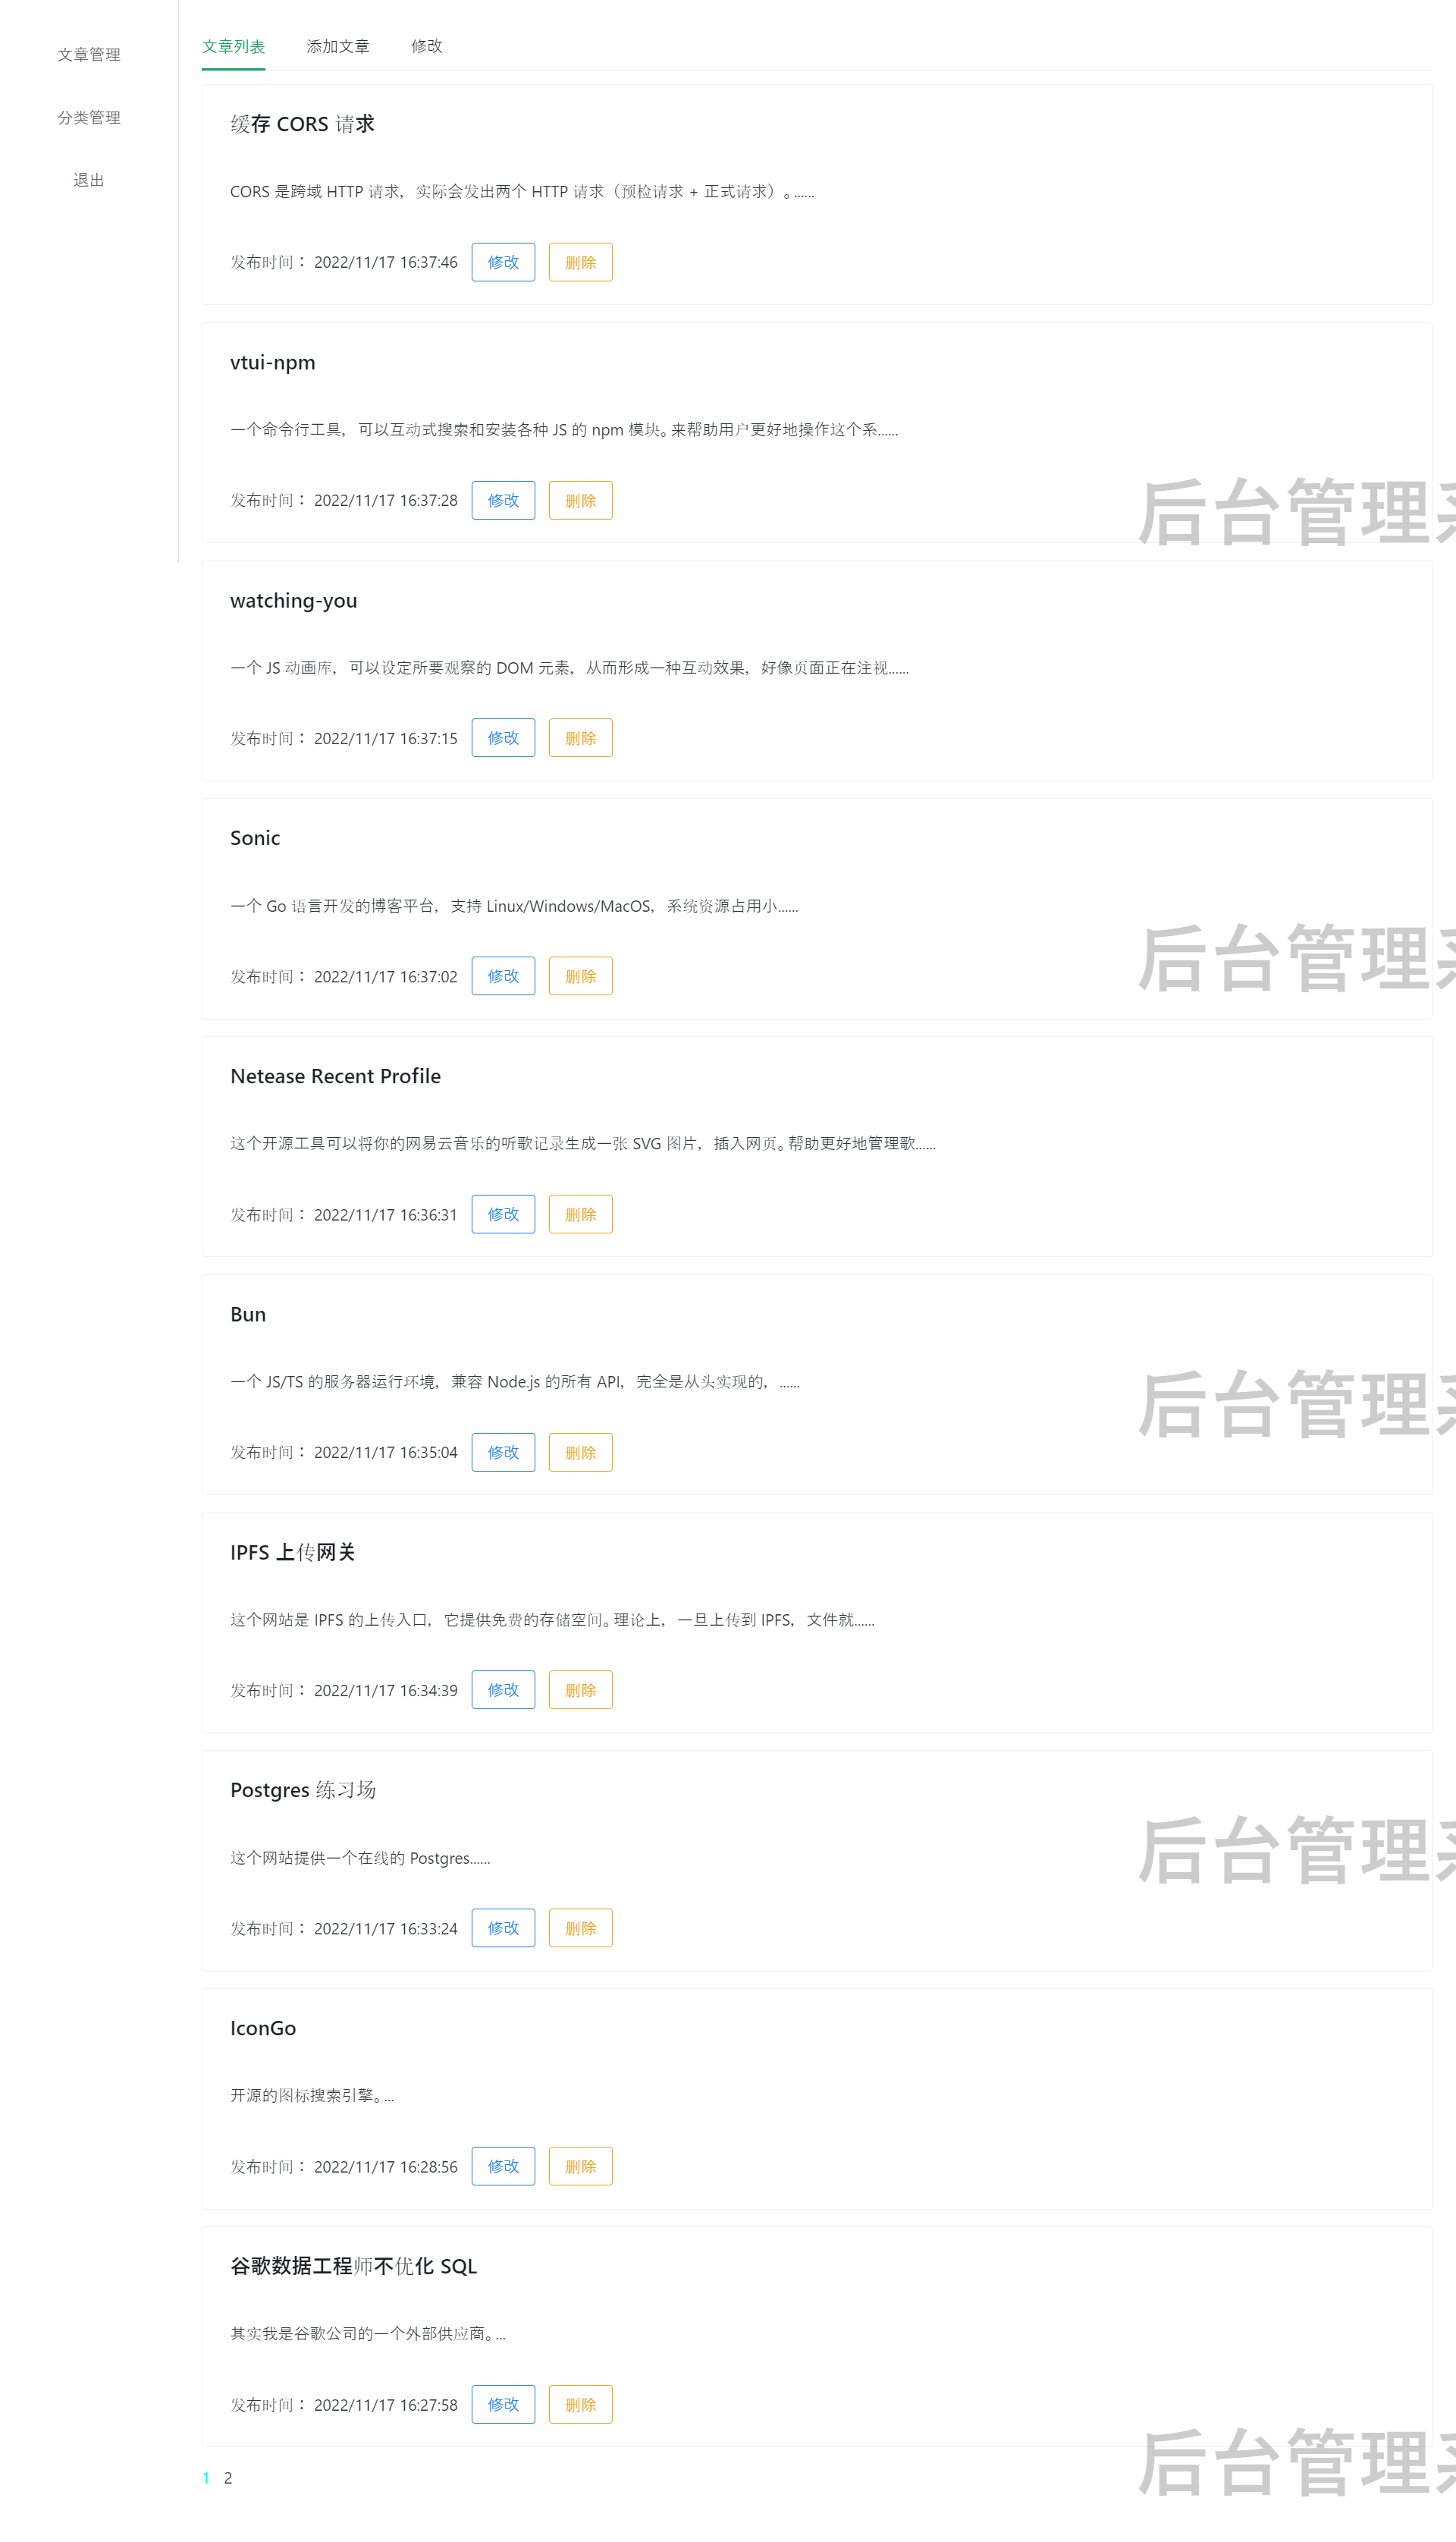 文章管理
分类管理
退出
文章列表 添加文章 修改
缓存 CORS 请求
CORS 是跨域 HTTP 请求，实际会发出两个 HTTP 请求（预检请求 + 正式请求）。......
发布时间： 2022/11/17 16:37:46 修改 删除
vtui-npm
一个命令行工具，可以互动式搜索和安装各种 JS 的 npm 模块。来帮助用户更好地操作这个系......
发布时间： 2022/11/17 16:37:28 修改 删除
后台管理
watching-you
一个 JS 动画库，可以设定所要观察的 DOM 元素，从而形成一种互动效果，好像页面正在注视......
发布时间： 2022/11/17 16:37:15 修改 删除
Sonic
一个 Go 语言开发的博客平台，支持 Linux/Windows/MacOS，系统资源占用小......
发布时间： 2022/11/17 16:37:02 修改 删除
后台管理
Netease Recent Profile
这个开源工具可以将你的网易云音乐的听歌记录生成一张 SVG 图片，插入网页。帮助更好地管理歌......
发布时间： 2022/11/17 16:36:31 修改 删除
Bun
一个 JS/TS 的服务器运行环境，兼容 Node.js 的所有 API，完全是从头实现的，......
发布时间： 2022/11/17 16:35:04 修改 删除
后台管理
IPFS 上传网关
这个网站是 IPFS 的上传入口，它提供免费的存储空间。理论上，一旦上传到 IPFS，文件就......
发布时间： 2022/11/17 16:34:39 修改 删除
Postgres 练习场
这个网站提供一个在线的 Postgres......
发布时间： 2022/11/17 16:33:24 修改 删除
后台管理
IconGo
开源的图标搜索引擎。...
发布时间： 2022/11/17 16:28:56 修改 删除
谷歌数据工程师不优化 SQL
其实我是谷歌公司的一个外部供应商。...
发布时间： 2022/11/17 16:27:58 修改 删除
后台管理
1 2